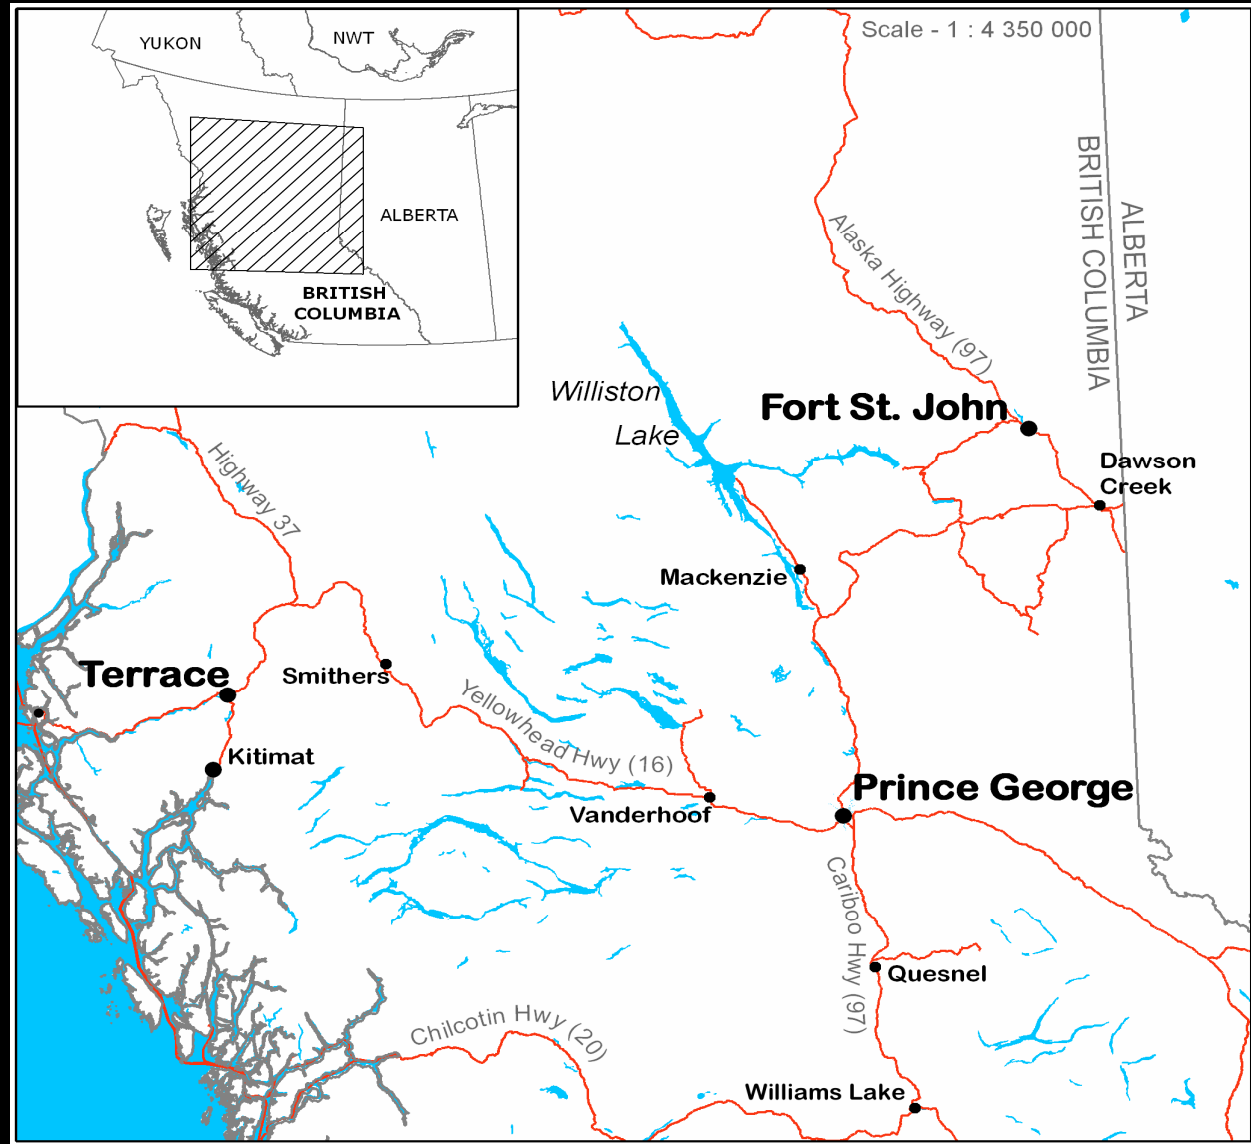 YUKON
NWT
ALBERTA
BRITISH
COLUMBIA
Scale - 1 : 4 350 000
BRITISH COLUMBIA
ALBERTA
Alaska Highway (97)
Williston
Lake
Fort St. John
Dawson
Creek
Highway 37
Mackenzie
Terrace
Smithers
Yellowhead Hwy (16)
Kitimat
Vanderhoof
Prince George
Cariboo Hwy (97)
Quesnel
Chilcotin Hwy (20)
Williams Lake